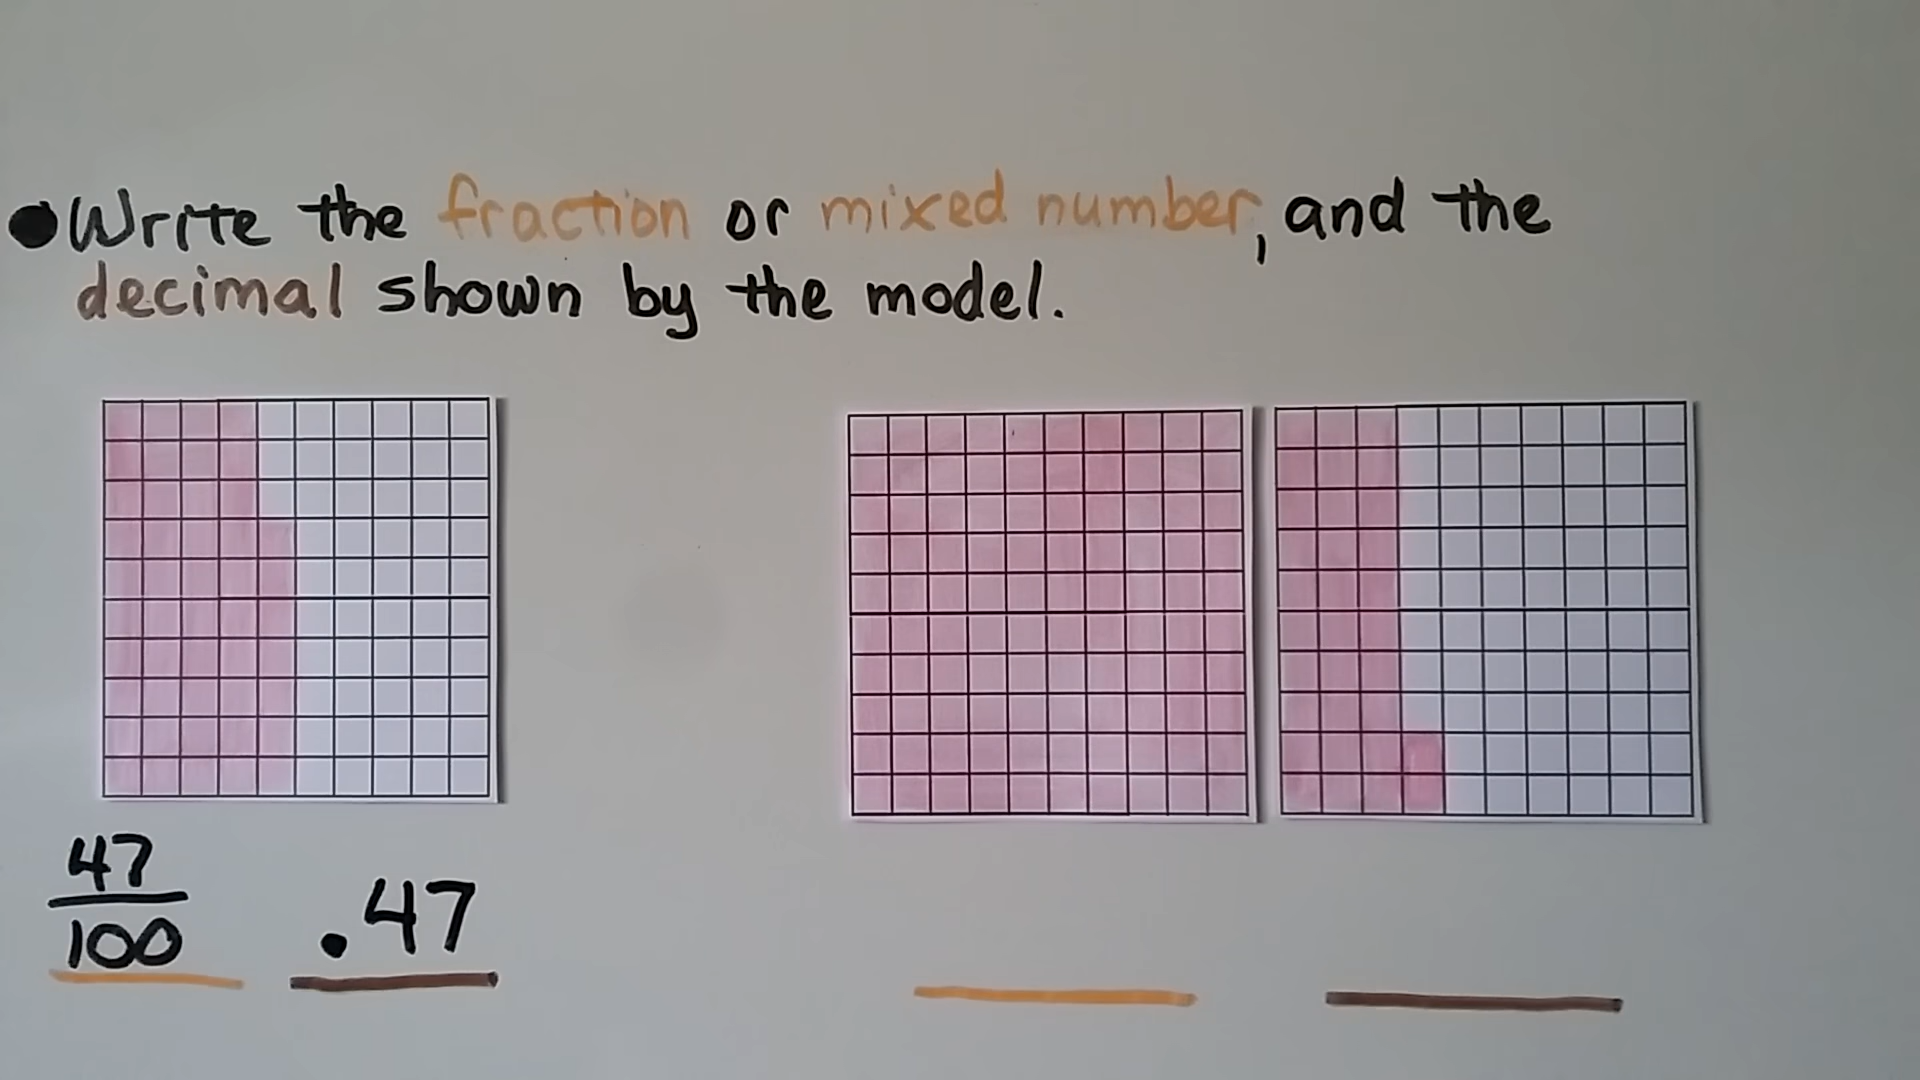 Write the fraction or mixed number, and the
decimal shown by the model.
47
100
.47